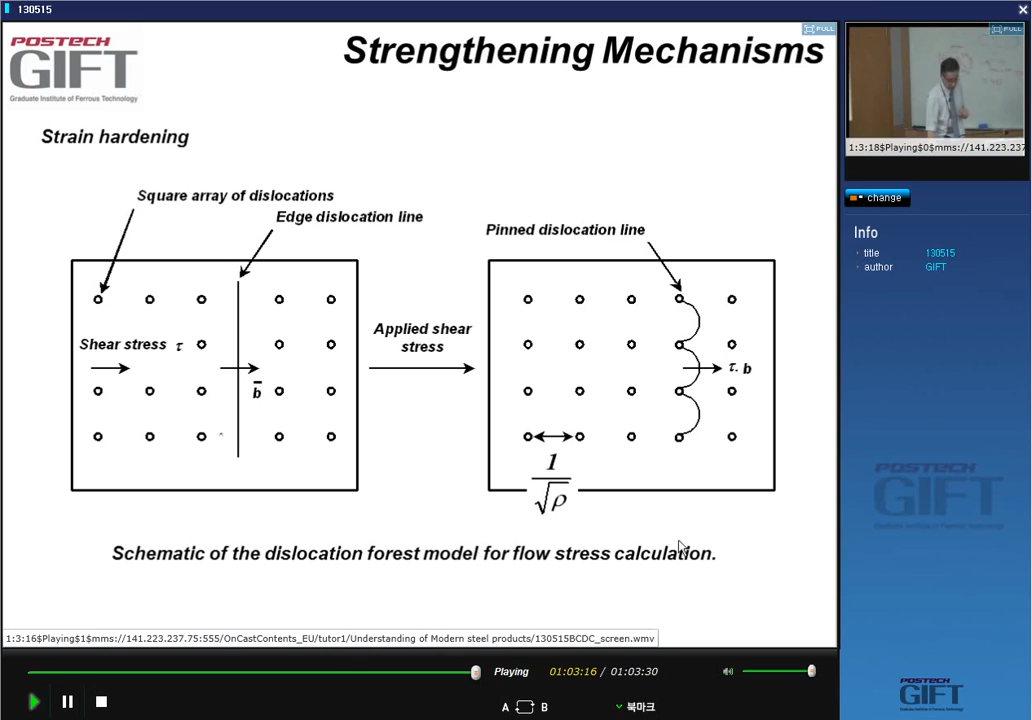 130515
POSTECH
GIFT
Graduate Institute of Ferrous Technology
Strengthening Mechanisms
FULL
Strain hardening
Square array of dislocations
Edge dislocation line
Pinned dislocation line
Shear stress τ
b̄
Applied shear
stress
τ. b
1
√ρ
Schematic of the dislocation forest model for flow stress calculation.
1:3:16$Playing$1$mms://141.223.237.75:555/OnCastContents_EU/tutor1/Understanding of Modern steel products/130515BCDC_screen.wmv
Playing
01:03:16 / 01:03:30
A B
북마크
FULL
1:3:18$Playing$0$mms://141.223.237
change
Info
title 130515
author GIFT
POSTECH
GIFT
POSTECH
GIFT